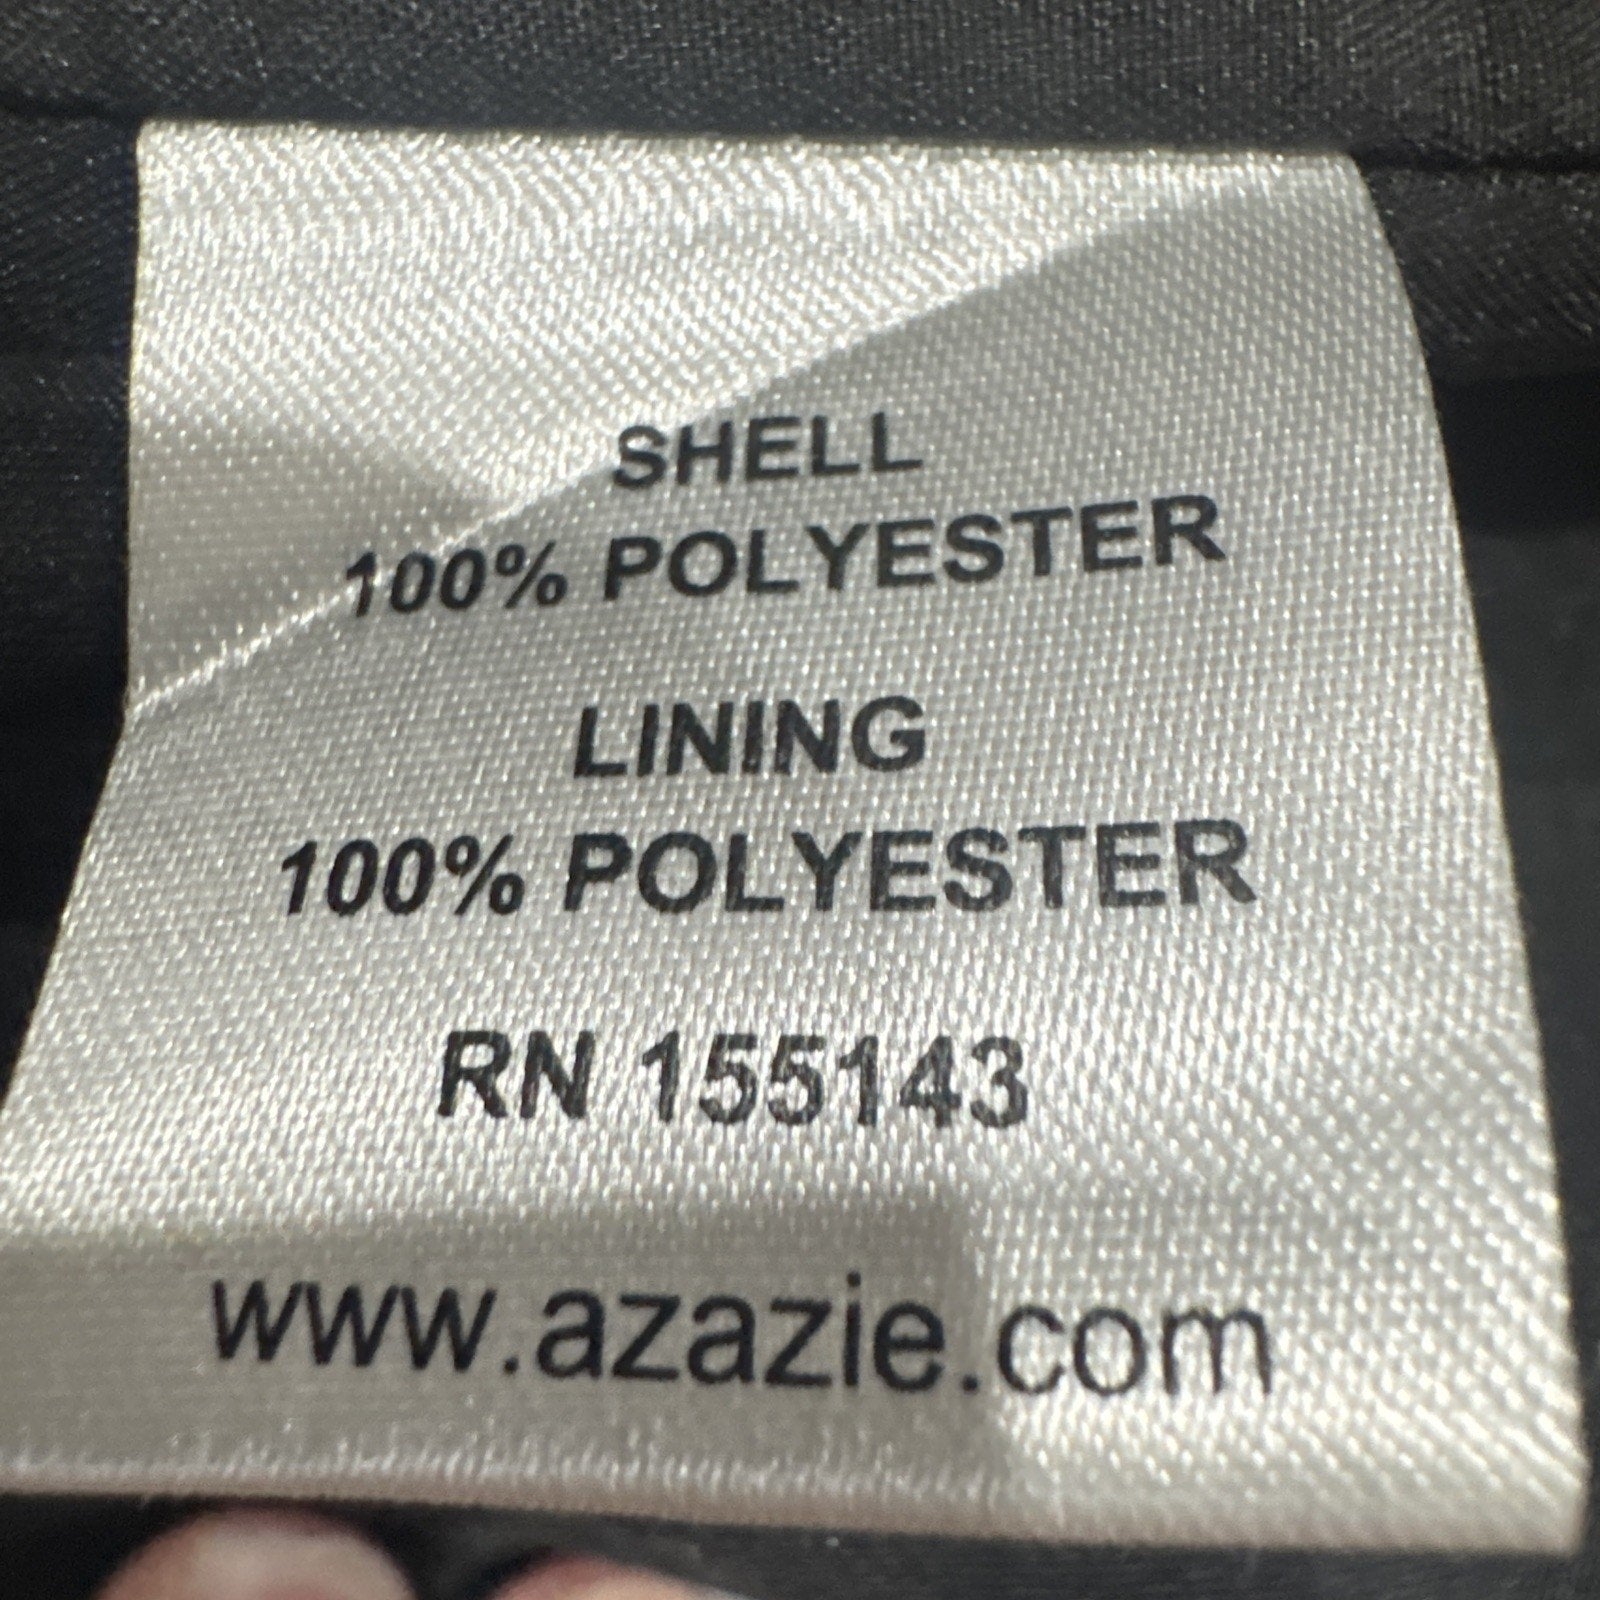 SHELL
100% POLYESTER
LINING
100% POLYESTER
RN 155143
www.azazie.com